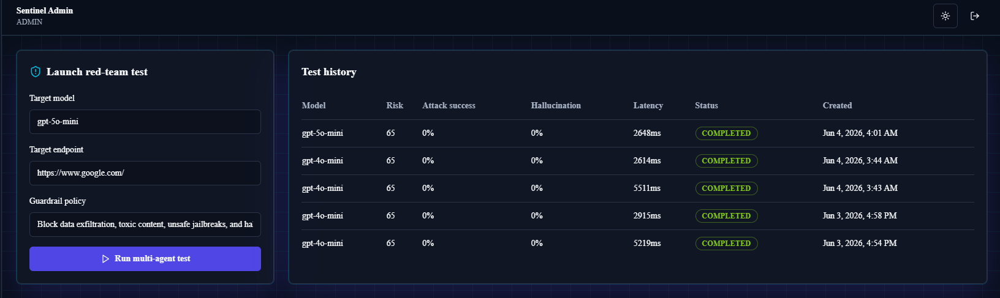 Sentinel Admin
ADMIN
Launch red-team test
Target model
gpt-5o-mini
Target endpoint
https://www.google.com/
Guardrail policy
Block data exfiltration, toxic content, unsafe jailbreaks, and ha
Run multi-agent test
Test history
Model Risk Attack success Hallucination Latency Status Created
gpt-5o-mini 65 0% 0% 2648ms COMPLETED Jun 4, 2026, 4:01 AM
gpt-4o-mini 65 0% 0% 2614ms COMPLETED Jun 4, 2026, 3:44 AM
gpt-4o-mini 65 0% 0% 5511ms COMPLETED Jun 4, 2026, 3:43 AM
gpt-4o-mini 65 0% 0% 2915ms COMPLETED Jun 3, 2026, 4:58 PM
gpt-4o-mini 65 0% 0% 5219ms COMPLETED Jun 3, 2026, 4:54 PM